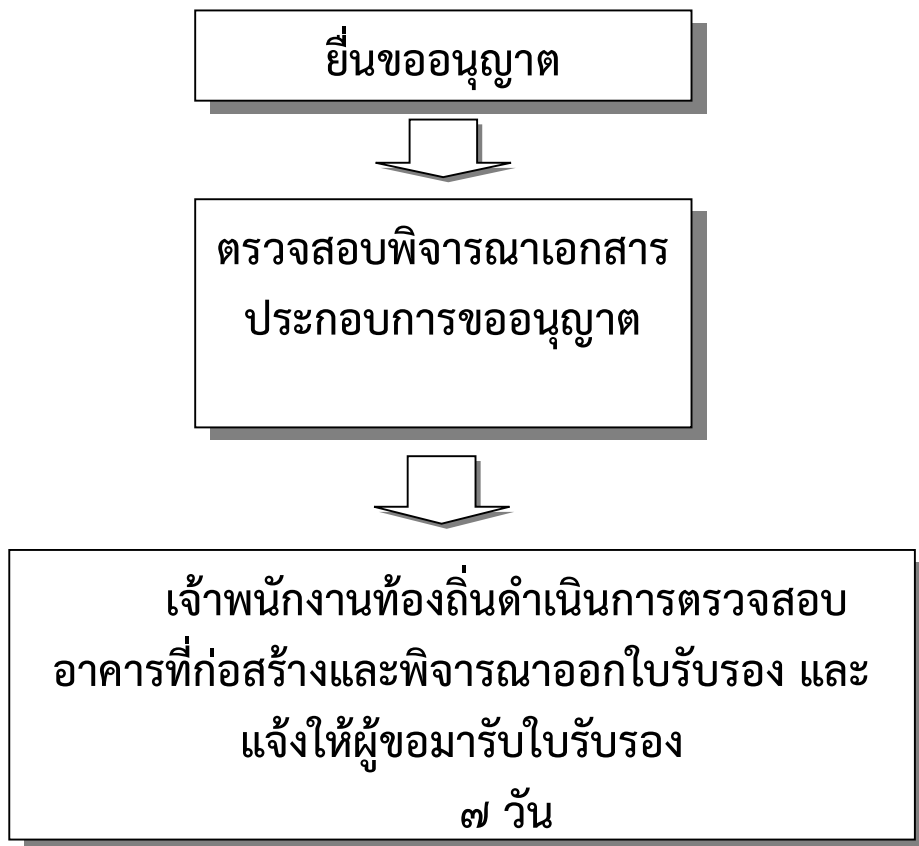 ยื่นขออนุญาต
ตรวจสอบพิจารณาเอกสาร
ประกอบการขออนุญาต
เจ้าพนักงานท้องถิ่นดำเนินการตรวจสอบ
อาคารที่ก่อสร้างและพิจารณาออกใบรับรอง และ
แจ้งให้ผู้ขอมารับใบรับรอง
๗ วัน